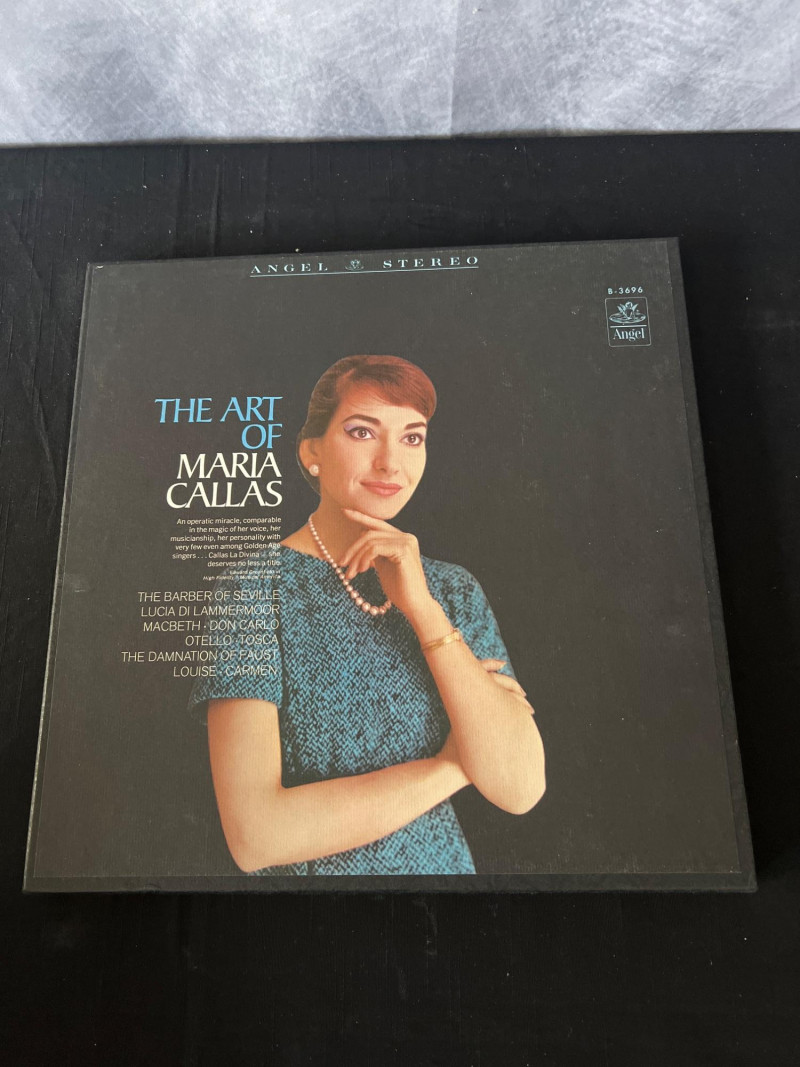 ANGEL STEREO
B-3696
Angel
THE ART
OF
MARIA
CALLAS
An operatic miracle, comparable
in the magic of her voice, her
musicianship, her personality with
very few even among Golden Age
singers . . . Callas La Divina . . . she
deserves no less a title
THE BARBER OF SEVILLE
LUCIA DI LAMMERMOOR
MACBETH · DON CARLO
OTELLO · TOSCA
THE DAMNATION OF FAUST
LOUISE · CARMEN